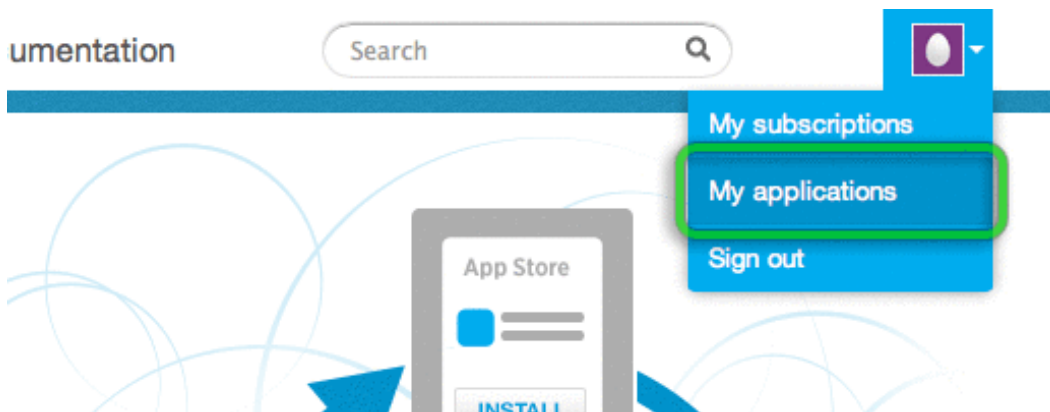 umentation
Search
My subscriptions
My applications
Sign out
App Store
INSTALL